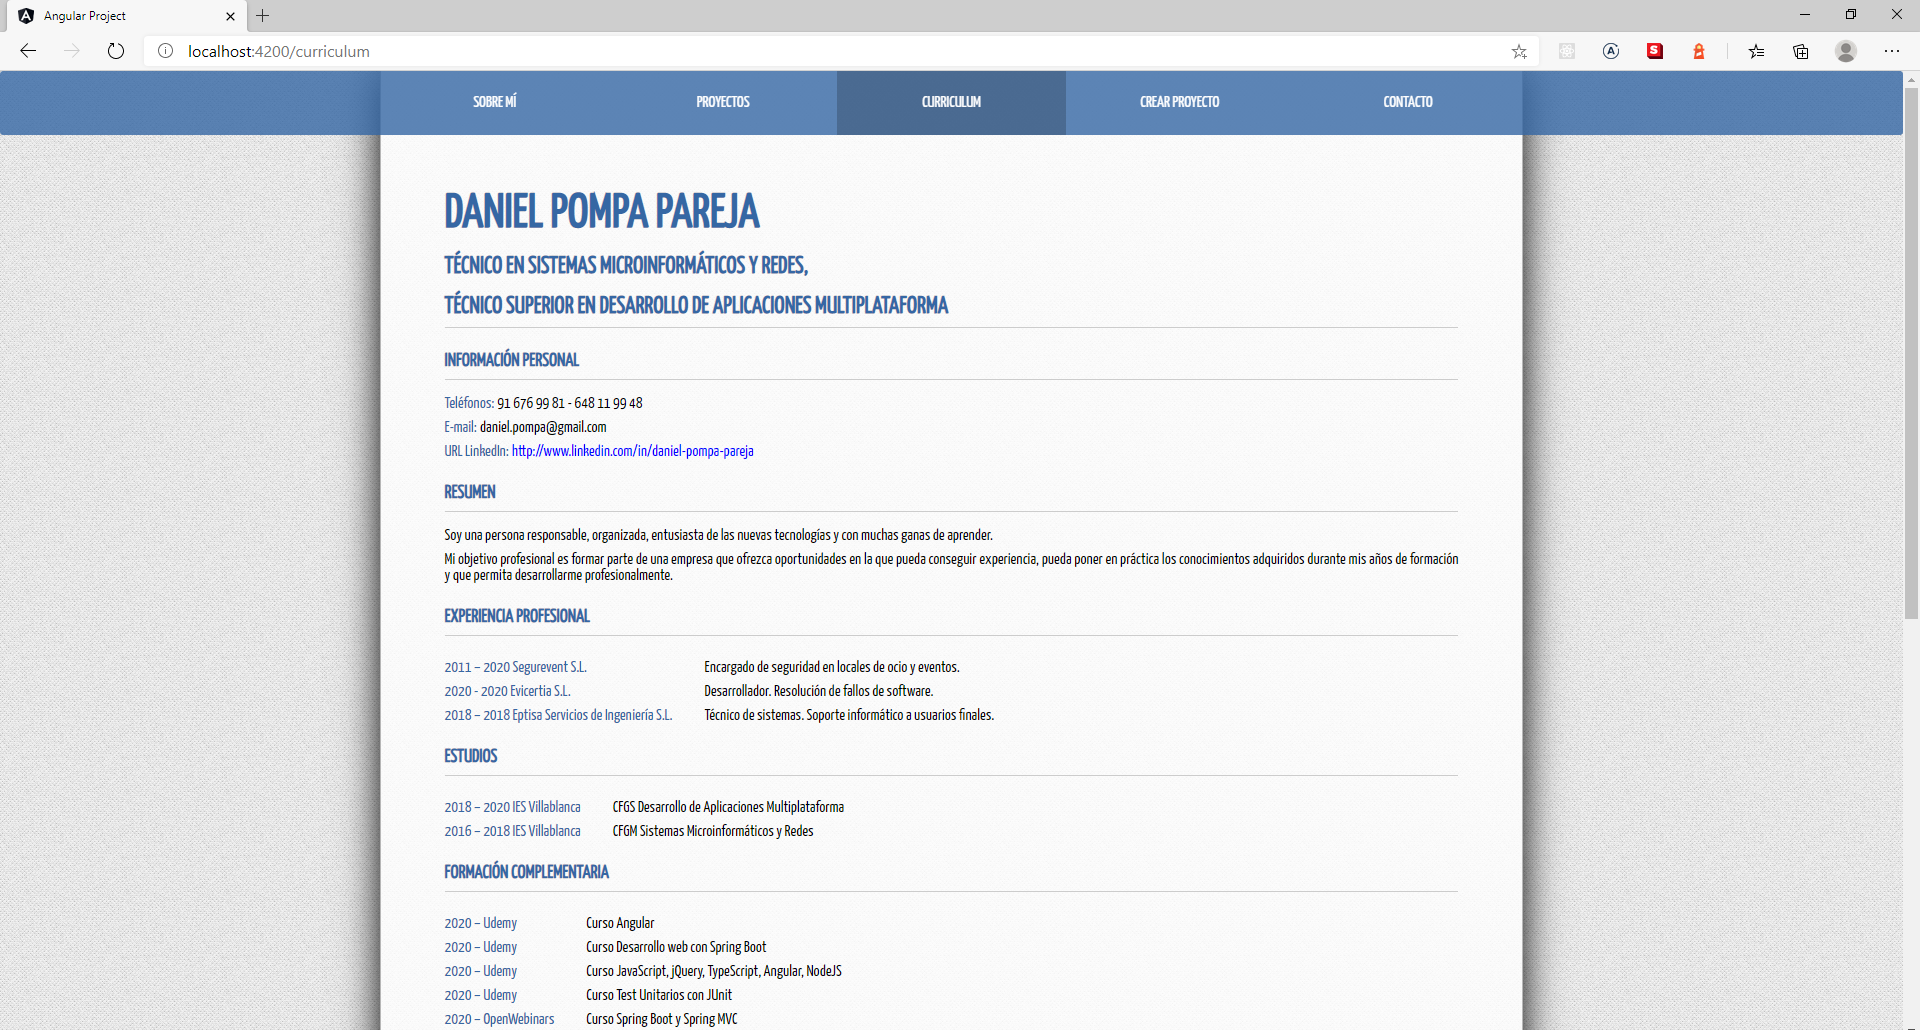 Angular Project
localhost:4200/curriculum
SOBRE MÍ PROYECTOS CURRICULUM CREAR PROYECTO CONTACTO
DANIEL POMPA PAREJA
TÉCNICO EN SISTEMAS MICROINFORMÁTICOS Y REDES,
TÉCNICO SUPERIOR EN DESARROLLO DE APLICACIONES MULTIPLATAFORMA
INFORMACIÓN PERSONAL
Teléfonos: 91 676 99 81 - 648 11 99 48
E-mail: daniel.pompa@gmail.com
URL LinkedIn: http://www.linkedin.com/in/daniel-pompa-pareja
RESUMEN
Soy una persona responsable, organizada, entusiasta de las nuevas tecnologías y con muchas ganas de aprender.
Mi objetivo profesional es formar parte de una empresa que ofrezca oportunidades en la que pueda conseguir experiencia, pueda poner en práctica los conocimientos adquiridos durante mis años de formación
y que permita desarrollarme profesionalmente.
EXPERIENCIA PROFESIONAL
2011 – 2020 Segurevent S.L. Encargado de seguridad en locales de ocio y eventos.
2020 - 2020 Evicertia S.L. Desarrollador. Resolución de fallos de software.
2018 – 2018 Eptisa Servicios de Ingeniería S.L. Técnico de sistemas. Soporte informático a usuarios finales.
ESTUDIOS
2018 – 2020 IES Villablanca CFGS Desarrollo de Aplicaciones Multiplataforma
2016 – 2018 IES Villablanca CFGM Sistemas Microinformáticos y Redes
FORMACIÓN COMPLEMENTARIA
2020 – Udemy Curso Angular
2020 – Udemy Curso Desarrollo web con Spring Boot
2020 – Udemy Curso JavaScript, jQuery, TypeScript, Angular, NodeJS
2020 – Udemy Curso Test Unitarios con JUnit
2020 – OpenWebinars Curso Spring Boot y Spring MVC